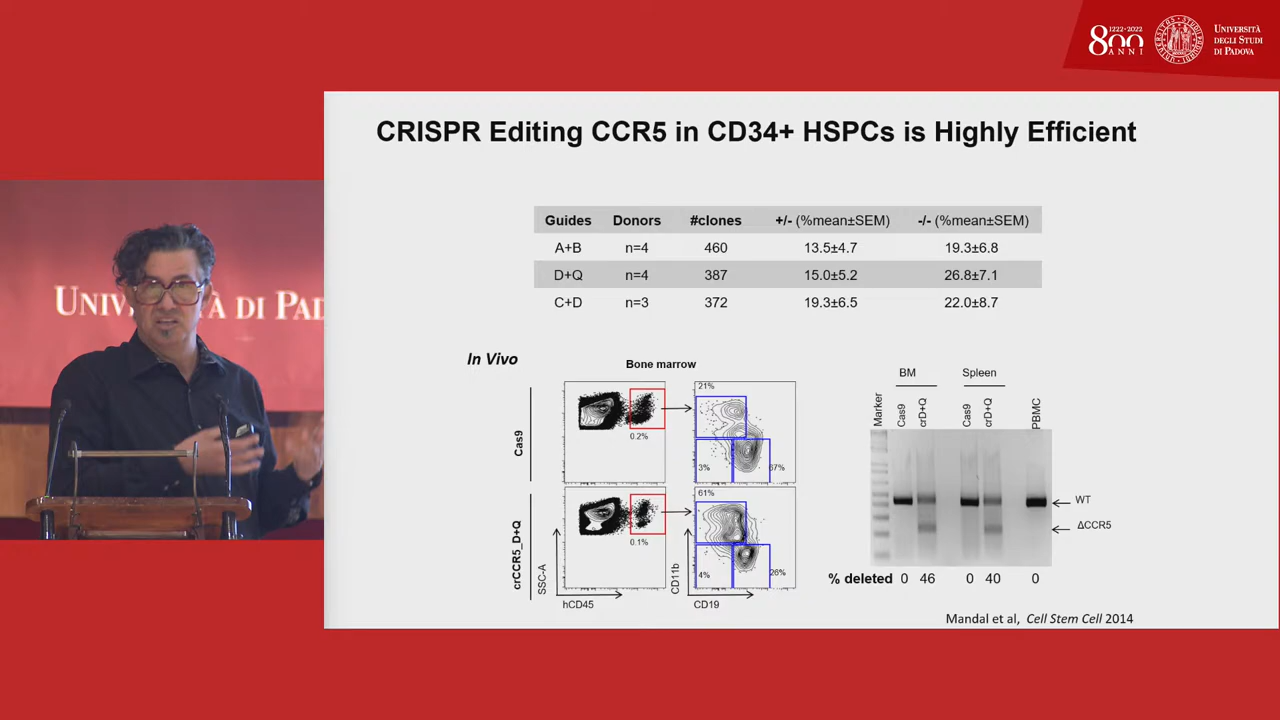 1222-2022
800
ANNI
UNIVERSITÀ
DEGLI STUDI
DI PADOVA
UNIVERSITÀ DI PAD
CRISPR Editing CCR5 in CD34+ HSPCs is Highly Efficient
Guides Donors #clones +/- (%mean±SEM) -/- (%mean±SEM)
A+B n=4 460 13.5±4.7 19.3±6.8
D+Q n=4 387 15.0±5.2 26.8±7.1
C+D n=3 372 19.3±6.5 22.0±8.7
In Vivo
Bone marrow
Cas9
0.2%
21%
3%
67%
crCCR5_D+Q
0.1%
61%
4%
26%
SSC-A
hCD45
CD11b
CD19
BM Spleen
Marker Cas9 crD+Q Cas9 crD+Q PBMC
WT
ΔCCR5
% deleted 0 46 0 40 0
Mandal et al, Cell Stem Cell 2014